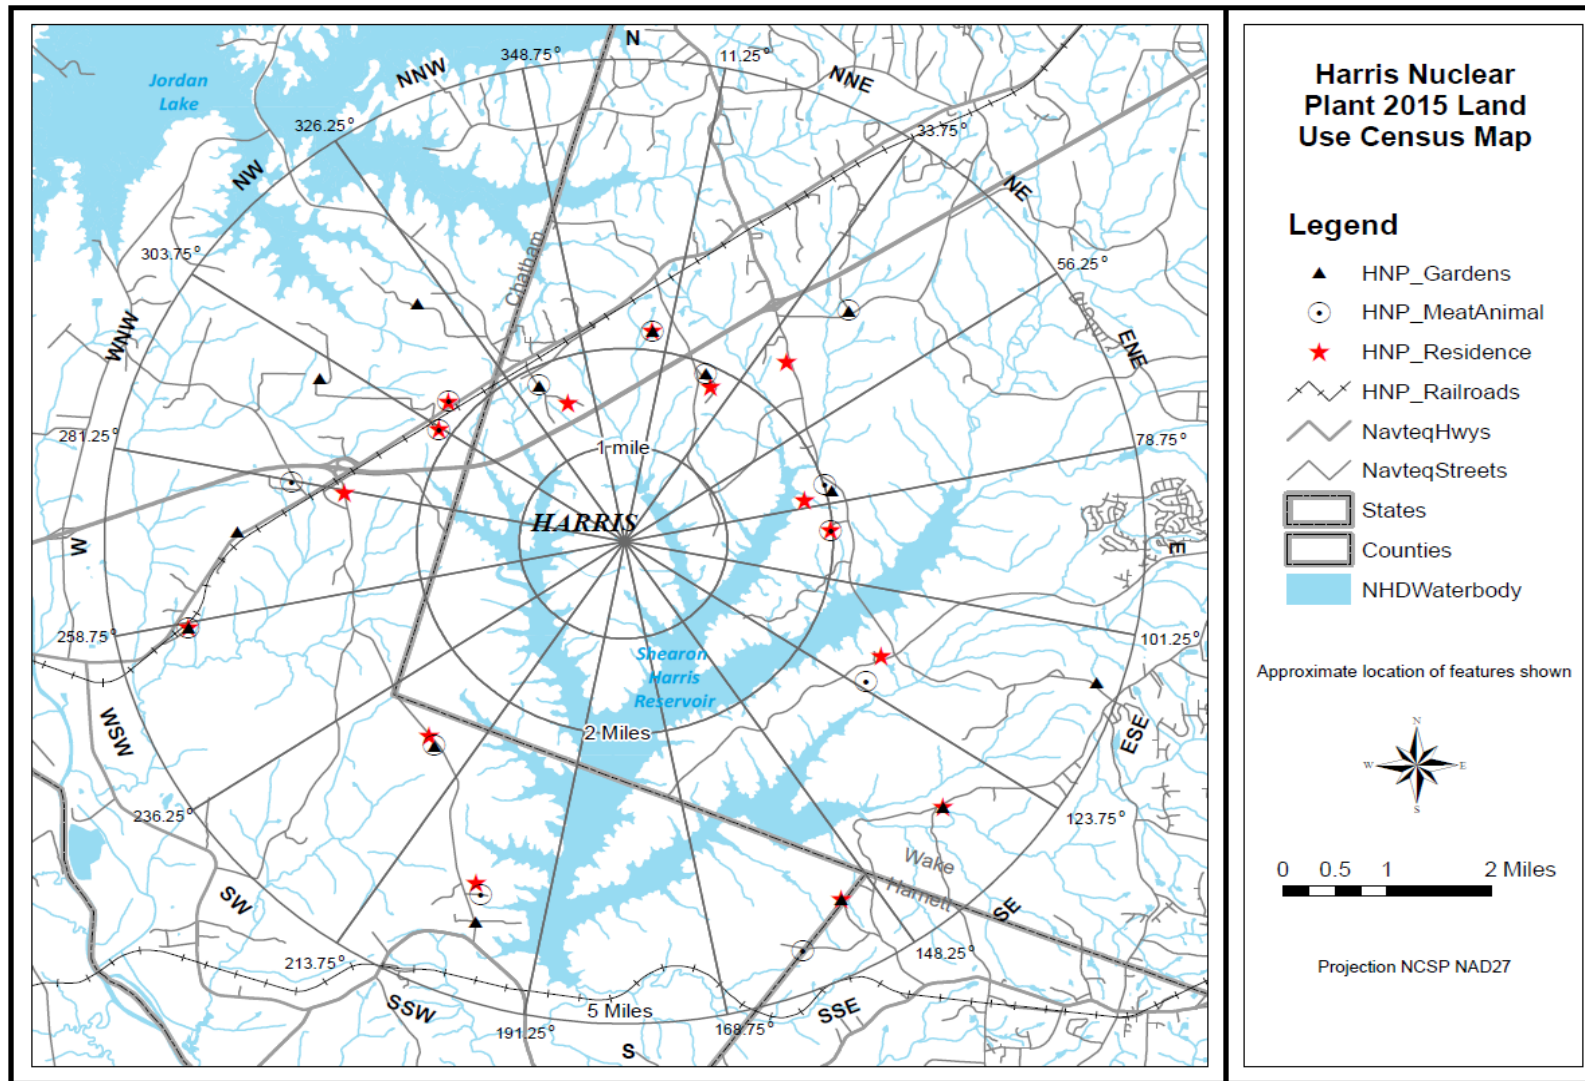 N
348.75°
11.25°
NNW
NNE
Jordan
Lake
326.25°
33.75°
NW
NE
303.75°
56.25°
Chatham
WNW
ENE
281.25°
78.75°
1 mile
HARRIS
W
E
258.75°
101.25°
Shearon
Harris
Reservoir
WSW
ESE
2 Miles
236.25°
123.75°
Wake
Harnett
SW
SE
213.75°
148.25°
SSW
5 Miles
SSE
191.25°
168.75°
S
Harris Nuclear
Plant 2015 Land
Use Census Map
Legend
HNP_Gardens
HNP_MeatAnimal
HNP_Residence
HNP_Railroads
NavteqHwys
NavteqStreets
States
Counties
NHDWaterbody
Approximate location of features shown
N
W E
S
0 0.5 1 2 Miles
Projection NCSP NAD27